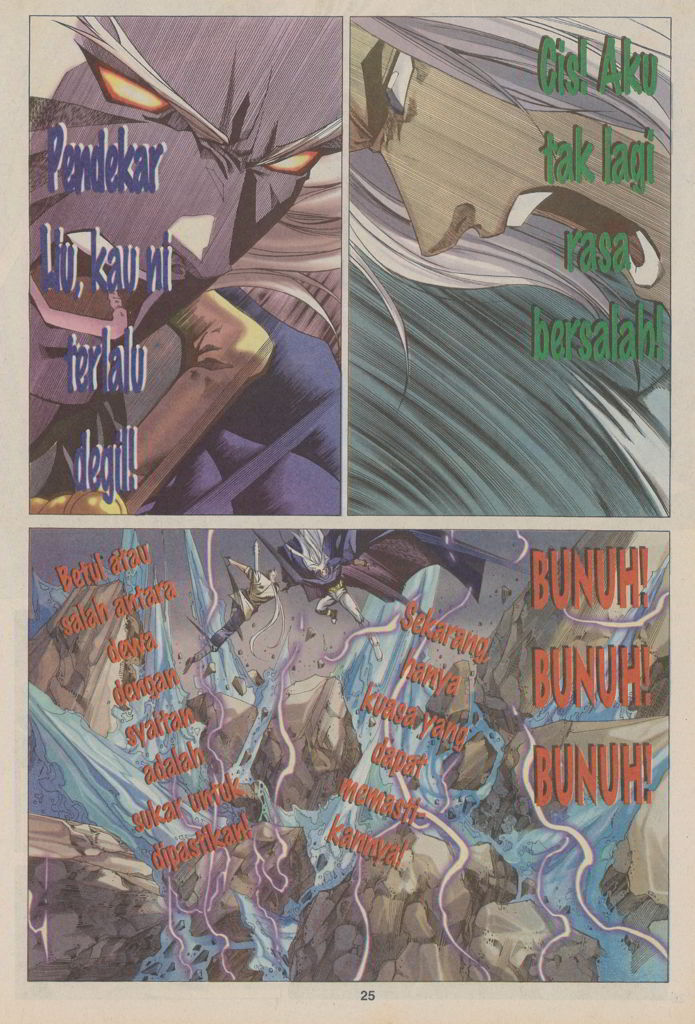 Pendekar
Liu, kau ni
terlalu
degil!
Cis! Aku
tak lagi
rasa
bersalah!
Betul atau
salah antara
dewa
dengan
syaitan
adalah
sukar untuk
dipastikan!
Sekarang,
hanya
kuasa yang
dapat
memasti-
kannya!
BUNUH!
BUNUH!
BUNUH!
25